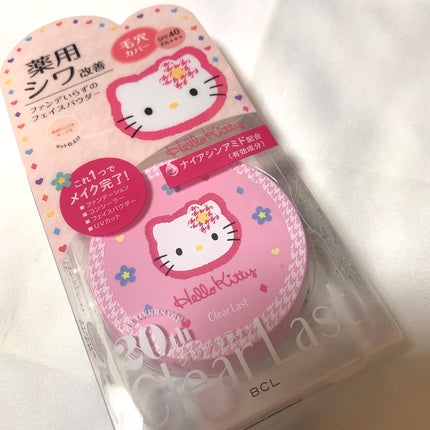 薬用
シワ改善
ファンデいらずの
フェイスパウダー
毛穴
カバー
SPF40
PA+++
Hello Kitty
ナイアシンアミド配合
(有効成分)
これ1つで
メイク完了!
ファンデーション
コンシーラー
フェイスパウダー
UVカット
Hello Kitty
ClearLast
ANNIVERSARY
30th
Clear Last
BCL